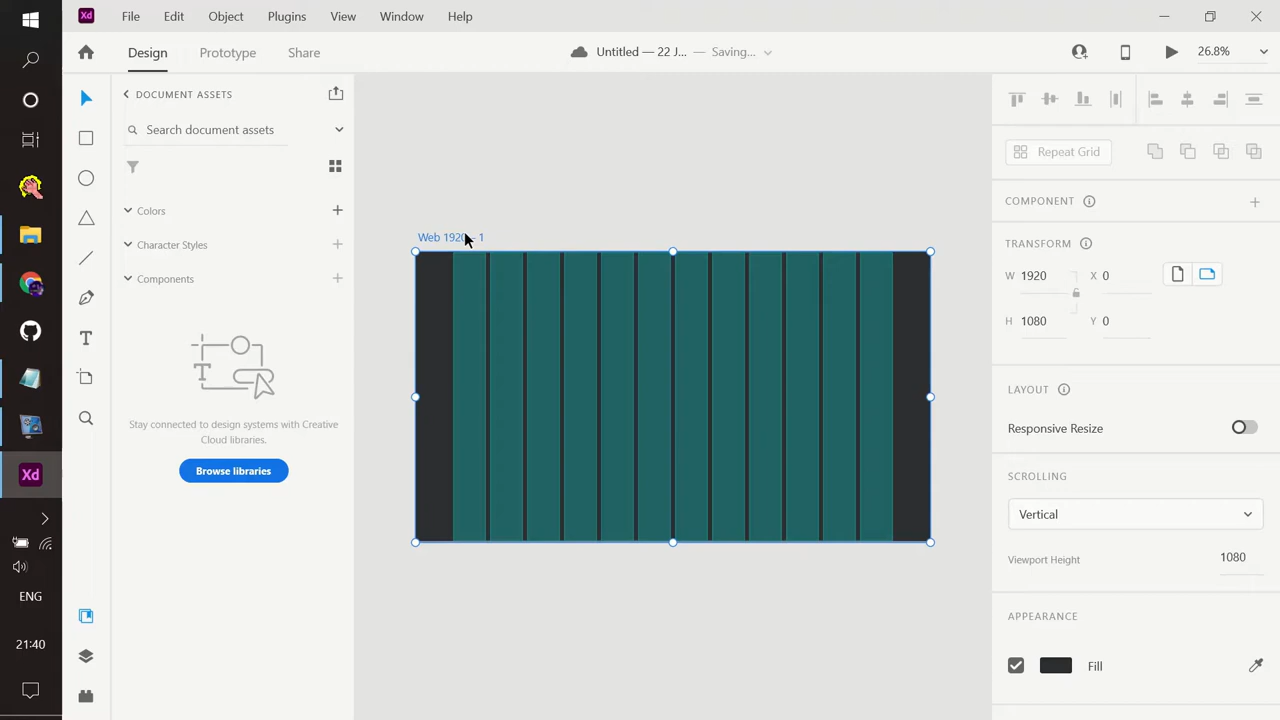 Xd File Edit Object Plugins View Window Help
Design Prototype Share Untitled — 22 J... — Saving... 26.8%
DOCUMENT ASSETS
Search document assets
Repeat Grid
Colors
COMPONENT
Character Styles
Web 1920 – 1
TRANSFORM
Components
W 1920 X 0
H 1080 Y 0
T
LAYOUT
Stay connected to design systems with Creative
Cloud libraries.
Responsive Resize
Browse libraries
Xd
SCROLLING
Vertical
Viewport Height 1080
ENG
APPEARANCE
21:40
Fill